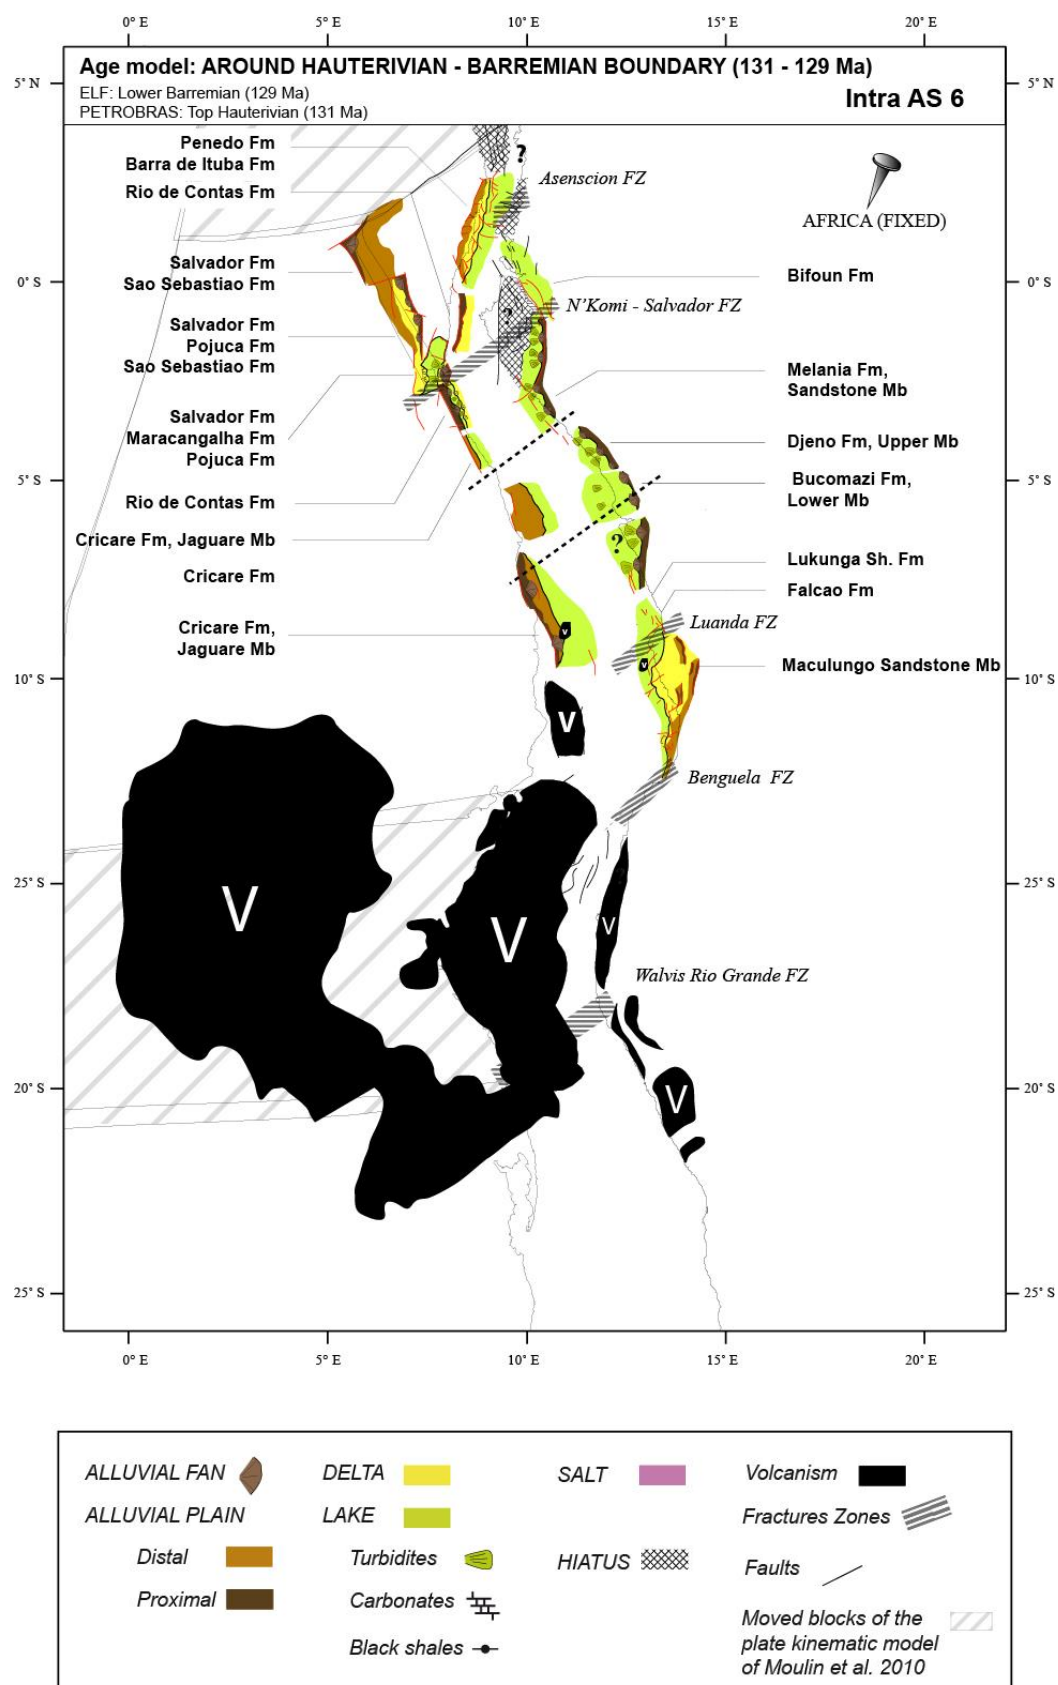 0° E 5° E 10° E 15° E 20° E
Age model: AROUND HAUTERIVIAN - BARREMIAN BOUNDARY (131 - 129 Ma)
5° N 5° N
ELF: Lower Barremian (129 Ma)
Intra AS 6
PETROBRAS: Top Hauterivian (131 Ma)
Penedo Fm
Barra de Ituba Fm
?
Asenscion FZ
Rio de Contas Fm
AFRICA (FIXED)
Salvador Fm
Sao Sebastiao Fm
Bifoun Fm
0° S 0° S
N'Komi - Salvador FZ
?
Salvador Fm
Pojuca Fm
Sao Sebastiao Fm
Melania Fm,
Sandstone Mb
Salvador Fm
Maracangalha Fm
Pojuca Fm
Djeno Fm, Upper Mb
5° S 5° S
Bucomazi Fm,
Lower Mb
Rio de Contas Fm
Cricare Fm, Jaguare Mb
?
Lukunga Sh. Fm
Cricare Fm
Falcao Fm
Luanda FZ
Cricare Fm,
Jaguare Mb
v
v
Maculungo Sandstone Mb
10° S 10° S
V
Benguela FZ
25° S 25° S
V
V
V
Walvis Rio Grande FZ
20° S 20° S
V
25° S 25° S
0° E 5° E 10° E 15° E 20° E
ALLUVIAL FAN
DELTA
SALT
Volcanism
ALLUVIAL PLAIN
LAKE
Fractures Zones
Distal
Turbidites
HIATUS
Faults
Proximal
Carbonates
Black shales
Moved blocks of the
plate kinematic model
of Moulin et al. 2010